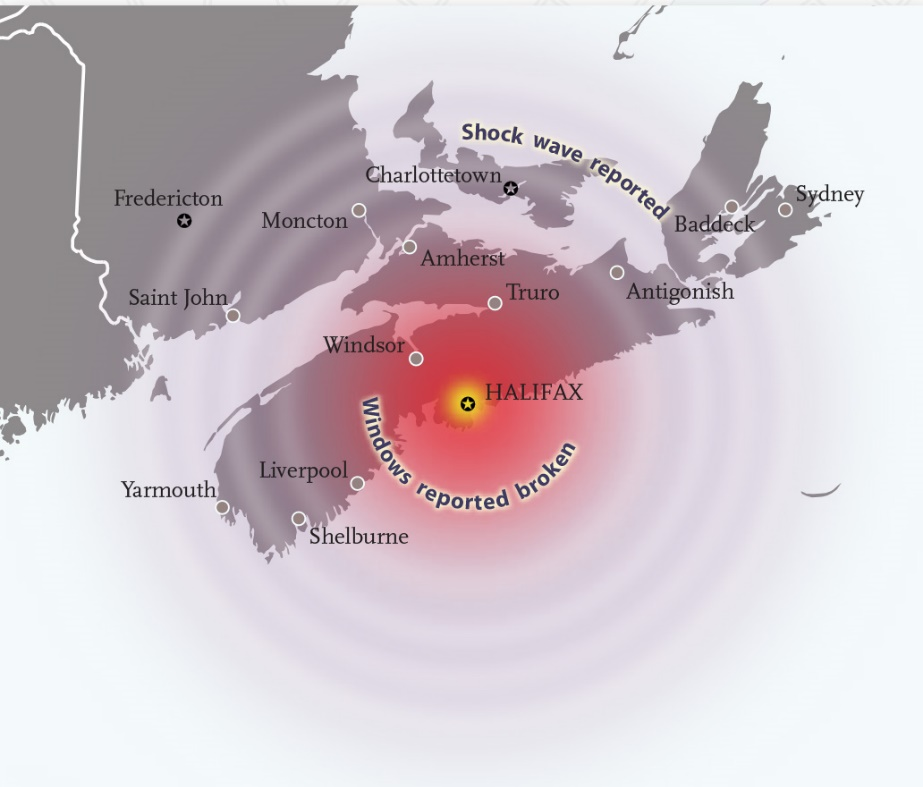 Shock wave reported
Charlottetown
Fredericton
Sydney
Moncton
Baddeck
Amherst
Antigonish
Truro
Saint John
Windsor
HALIFAX
Windows reported broken
Liverpool
Yarmouth
Shelburne